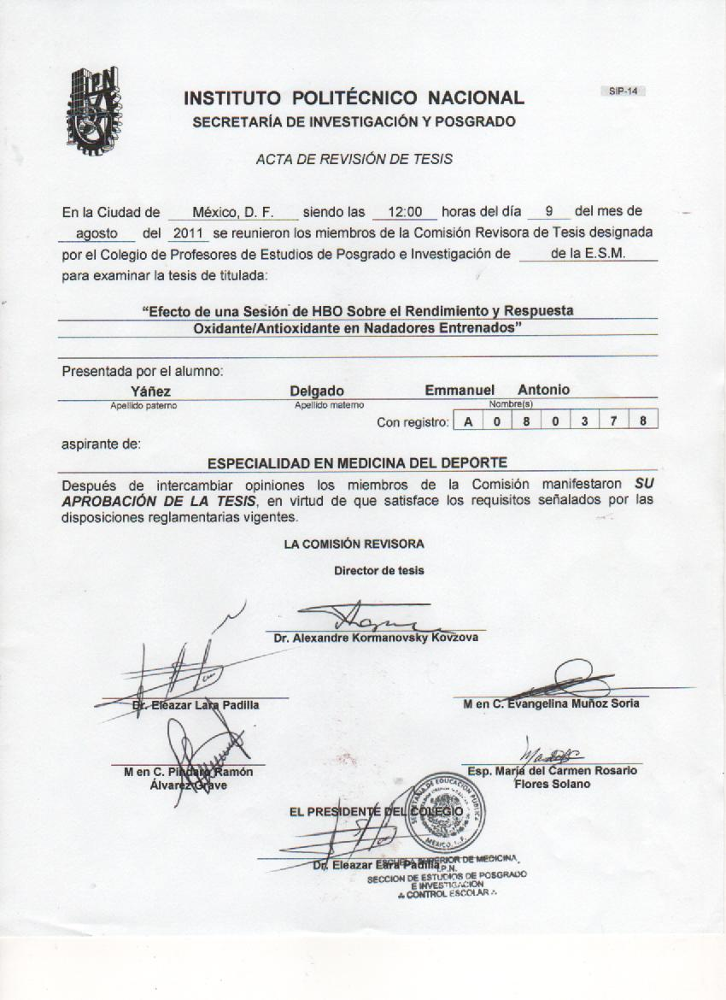 IPN
SIP-14
INSTITUTO POLITÉCNICO NACIONAL
SECRETARÍA DE INVESTIGACIÓN Y POSGRADO
ACTA DE REVISIÓN DE TESIS
En la Ciudad de México, D. F. siendo las 12:00 horas del día 9 del mes de
agosto del 2011 se reunieron los miembros de la Comisión Revisora de Tesis designada
por el Colegio de Profesores de Estudios de Posgrado e Investigación de de la E.S.M.
para examinar la tesis de titulada:
“Efecto de una Sesión de HBO Sobre el Rendimiento y Respuesta
Oxidante/Antioxidante en Nadadores Entrenados”
Presentada por el alumno:
Yáñez Delgado Emmanuel Antonio
Apellido paterno Apellido materno Nombre(s)
Con registro: A 0 8 0 3 7 8
aspirante de:
ESPECIALIDAD EN MEDICINA DEL DEPORTE
Después de intercambiar opiniones los miembros de la Comisión manifestaron SU
APROBACIÓN DE LA TESIS, en virtud de que satisface los requisitos señalados por las
disposiciones reglamentarias vigentes.
LA COMISIÓN REVISORA
Director de tesis
Dr. Alexandre Kormanovsky Kovzova
Dr. Eleazar Lara Padilla
M en C. Evangelina Muñoz Soria
M en C. Píndaro Ramón
Álvarez Grave
Esp. María del Carmen Rosario
Flores Solano
EL PRESIDENTE DEL COLEGIO
SECRETARIA DE EDUCACION PUBLICA
MEXICO, D. F.
Dr. Eleazar Lara Padilla
ESCUELA SUPERIOR DE MEDICINA
I.P.N.
SECCION DE ESTUDIOS DE POSGRADO
E INVESTIGACION
CONTROL ESCOLAR